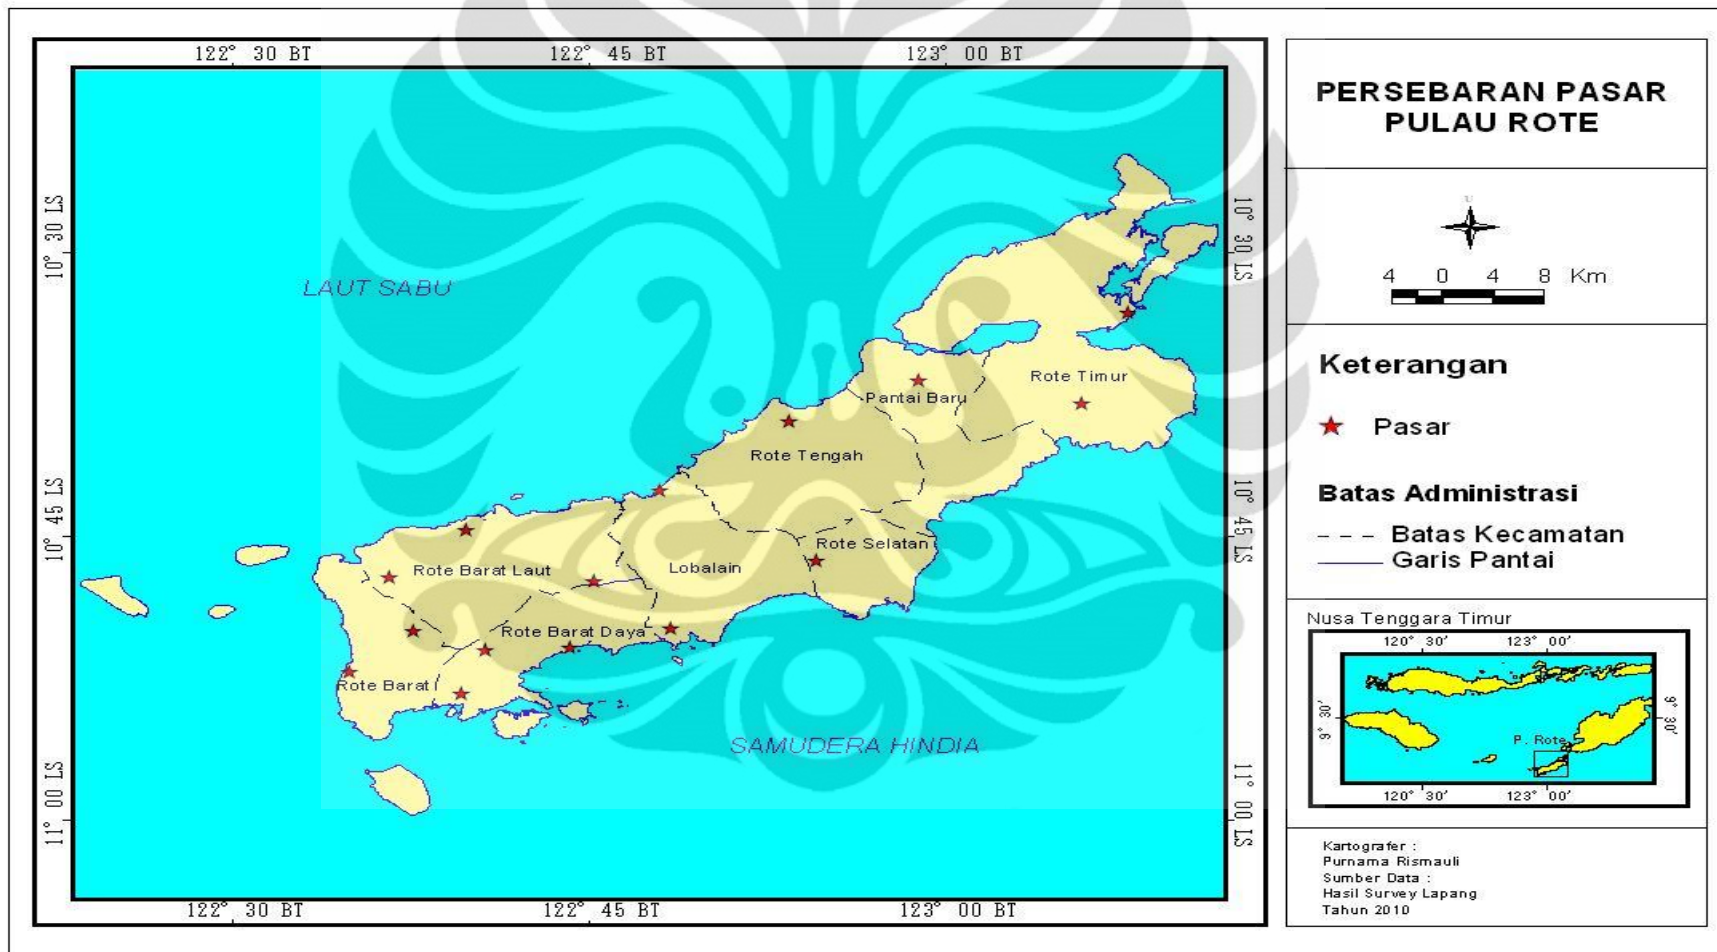 122° 30 BT
122° 45 BT
123° 00 BT
10° 30 LS
10° 30 LS
LAUT SABU
Rote Timur
Pantai Baru
Rote Tengah
10° 45 LS
10° 45 LS
Rote Selatan
Rote Barat Laut
Lobalain
Rote Barat Daya
Rote Barat
SAMUDERA HINDIA
11° 00 LS
11° 00 LS
122° 30 BT
122° 45 BT
123° 00 BT
PERSEBARAN PASAR
PULAU ROTE
U
4 0 4 8 Km
Keterangan
Pasar
Batas Administrasi
Batas Kecamatan
Garis Pantai
Nusa Tenggara Timur
120° 30' 123° 00'
9° 30'
9° 30'
P. Rote
120° 30' 123° 00'
Kartografer :
Purnama Rismauli
Sumber Data :
Hasil Survey Lapang
Tahun 2010